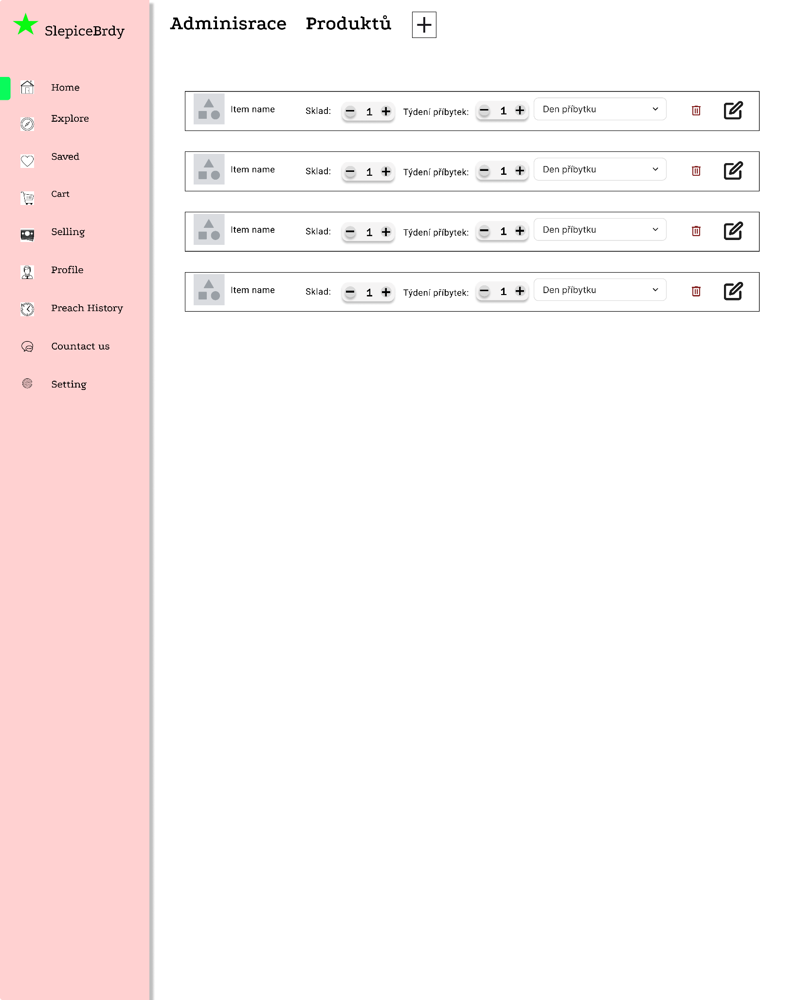 SlepiceBrdy
Home
Explore
Saved
Cart
Selling
Profile
Preach History
Countact us
Setting
Adminisrace Produktů +
Item name Sklad: − 1 + Týdení příbytek: − 1 + Den příbytku
Item name Sklad: − 1 + Týdení příbytek: − 1 + Den příbytku
Item name Sklad: − 1 + Týdení příbytek: − 1 + Den příbytku
Item name Sklad: − 1 + Týdení příbytek: − 1 + Den příbytku